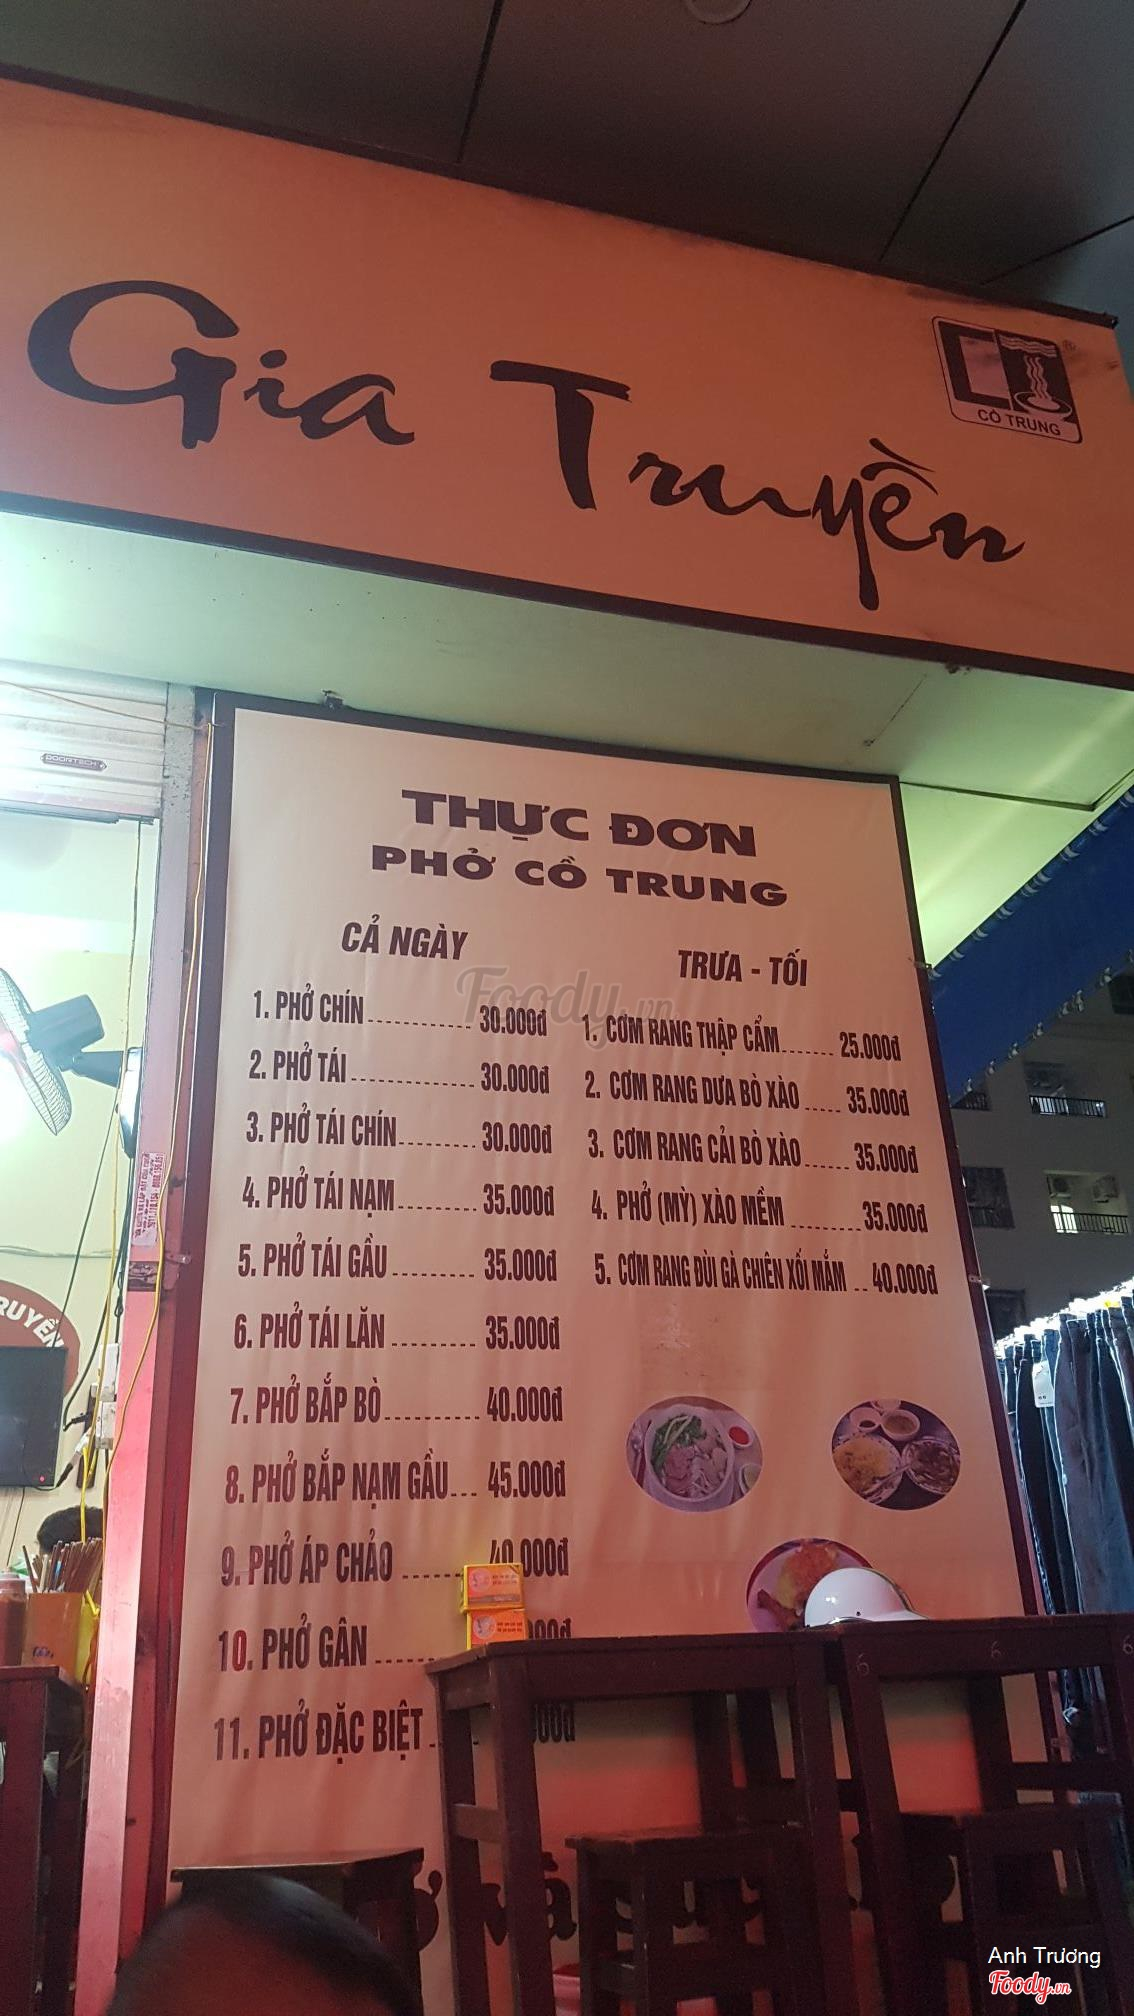 Gia Truyền
CỒ TRUNG
®
DOORTECH
THỰC ĐƠN
PHỞ CỒ TRUNG
CẢ NGÀY
1. PHỞ CHÍN 30.000đ
2. PHỞ TÁI 30.000đ
3. PHỞ TÁI CHÍN 30.000đ
4. PHỞ TÁI NẠM 35.000đ
5. PHỞ TÁI GẦU 35.000đ
6. PHỞ TÁI LĂN 35.000đ
7. PHỞ BẮP BÒ 40.000đ
8. PHỞ BẮP NẠM GẦU 45.000đ
9. PHỞ ÁP CHẢO 40.000đ
10. PHỞ GÂN
11. PHỞ ĐẶC BIỆT
TRƯA - TỐI
1. CƠM RANG THẬP CẨM 25.000đ
2. CƠM RANG DƯA BÒ XÀO 35.000đ
3. CƠM RANG CẢI BÒ XÀO 35.000đ
4. PHỞ (MỲ) XÀO MỀM 35.000đ
5. CƠM RANG ĐÙI GÀ CHIÊN XỐI MẮM 40.000đ
Foody.vn
6
6
Anh Trương
Foody.vn